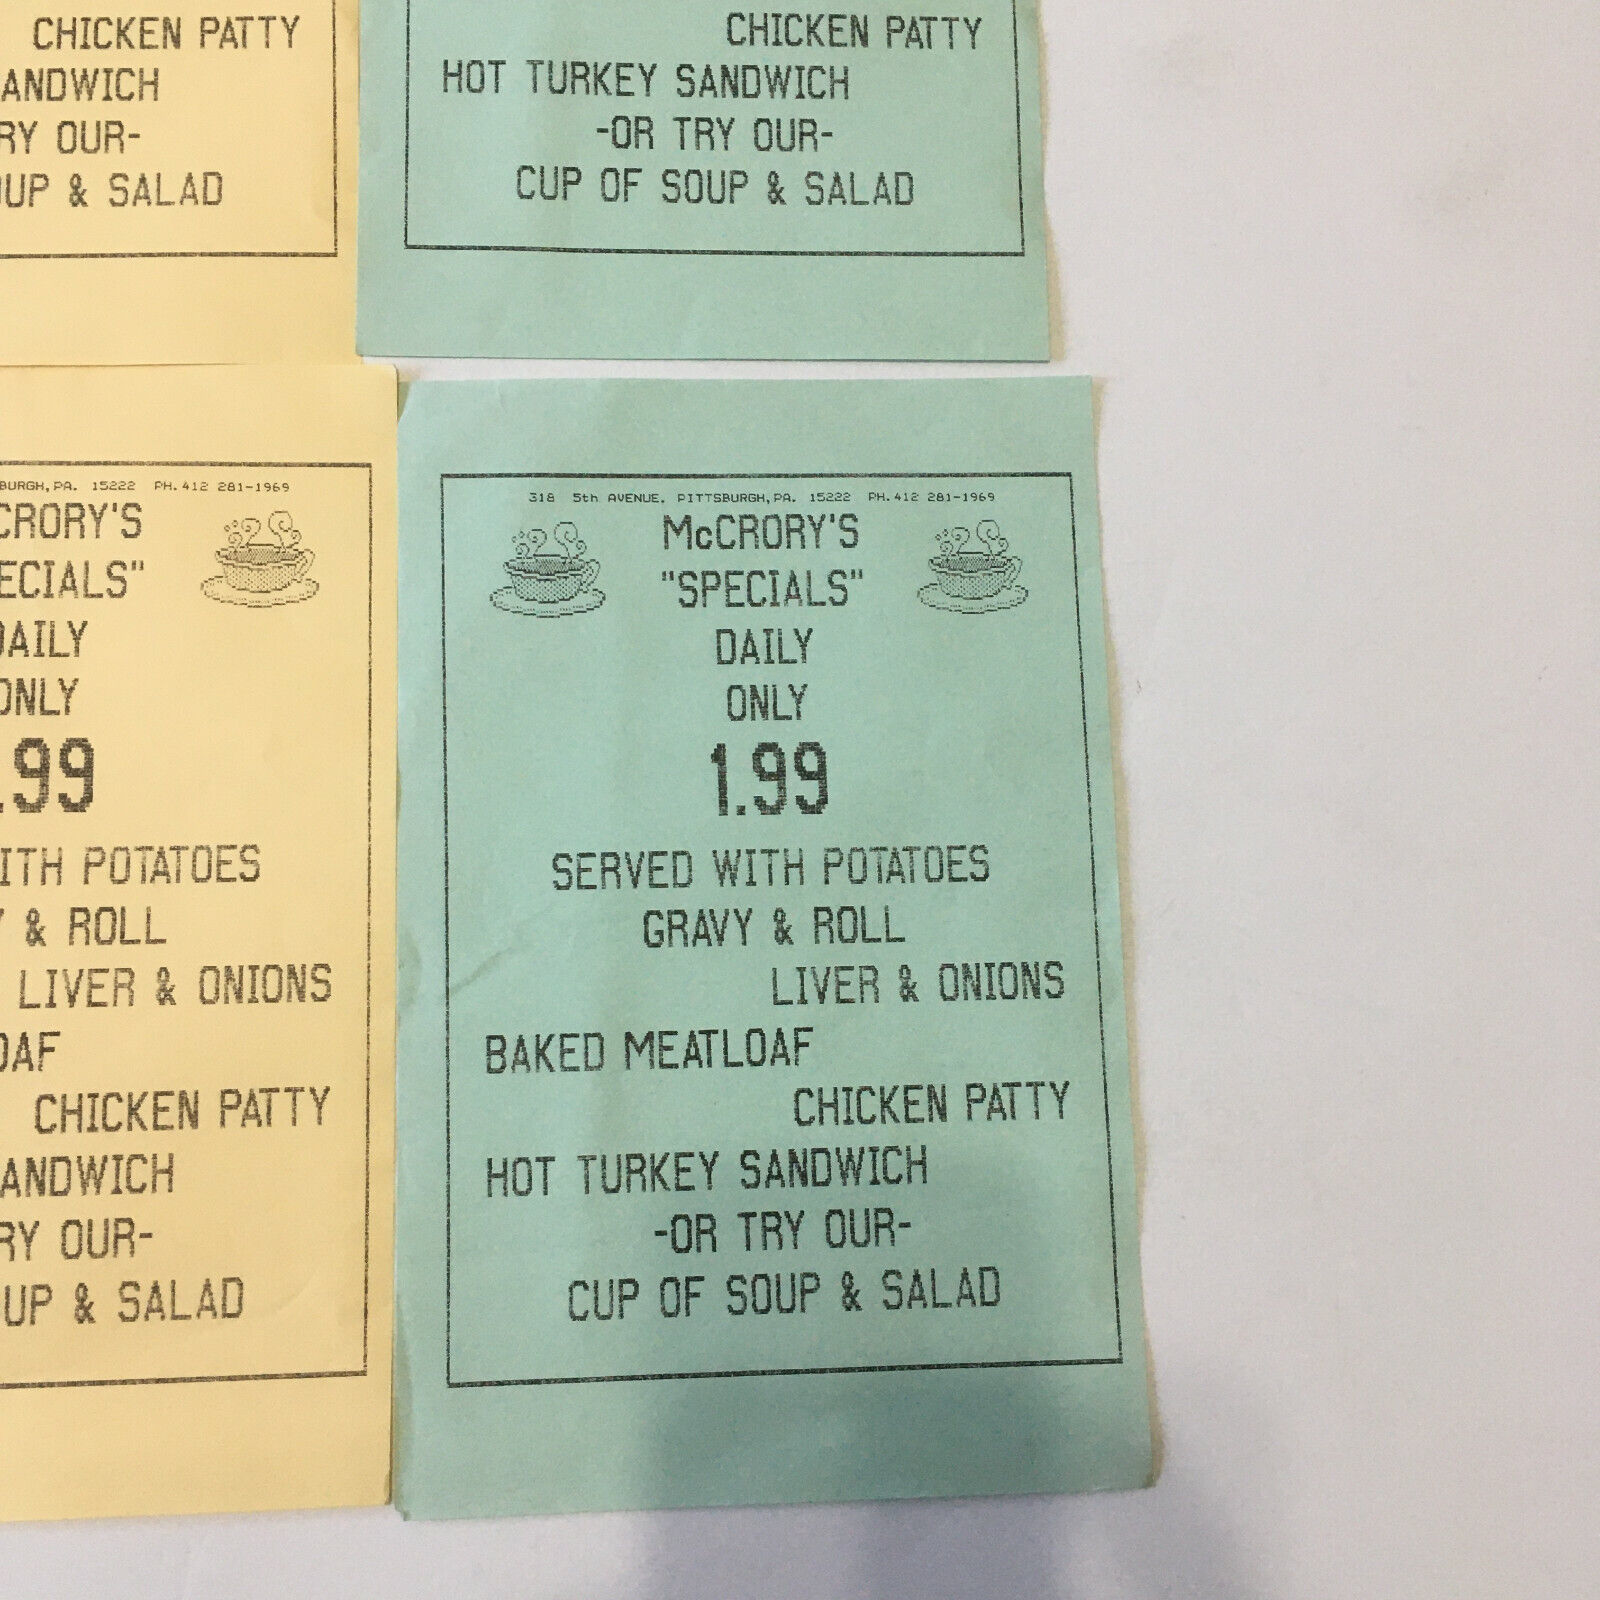 CHICKEN PATTY
ANDWICH
RY OUR-
UP & SALAD
CHICKEN PATTY
HOT TURKEY SANDWICH
-OR TRY OUR-
CUP OF SOUP & SALAD
BURGH,PA. 15222 PH.412 281-1969
CRORY'S
ECIALS"
DAILY
ONLY
.99
ITH POTATOES
Y & ROLL
LIVER & ONIONS
OAF
CHICKEN PATTY
ANDWICH
RY OUR-
UP & SALAD
318 5th AVENUE. PITTSBURGH,PA. 15222 PH.412 281-1969
McCRORY'S
"SPECIALS"
DAILY
ONLY
1.99
SERVED WITH POTATOES
GRAVY & ROLL
LIVER & ONIONS
BAKED MEATLOAF
CHICKEN PATTY
HOT TURKEY SANDWICH
-OR TRY OUR-
CUP OF SOUP & SALAD